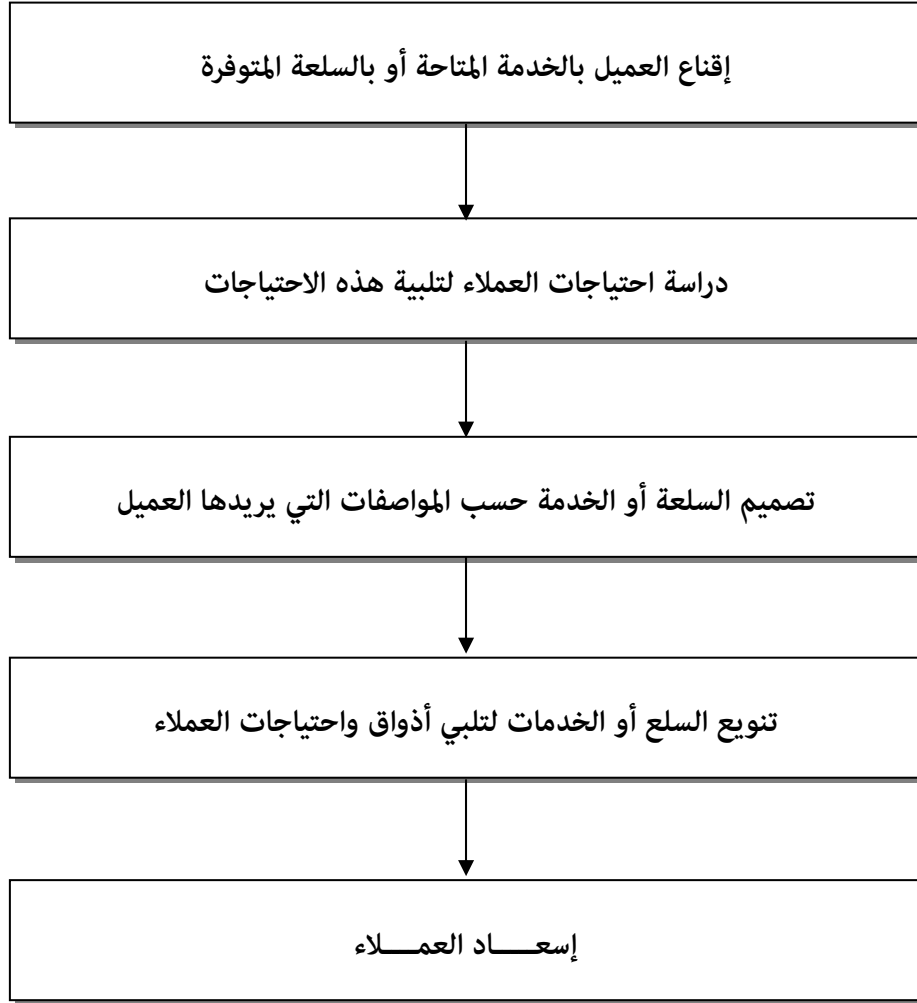 إقناع العميل بالخدمة المتاحة أو بالسلعة المتوفرة
دراسة احتياجات العملاء لتلبية هذه الاحتياجات
تصميم السلعة أو الخدمة حسب المواصفات التي يريدها العميل
تنويع السلع أو الخدمات لتلبي أذواق واحتياجات العملاء
إسعـــــاد العمـــــلاء